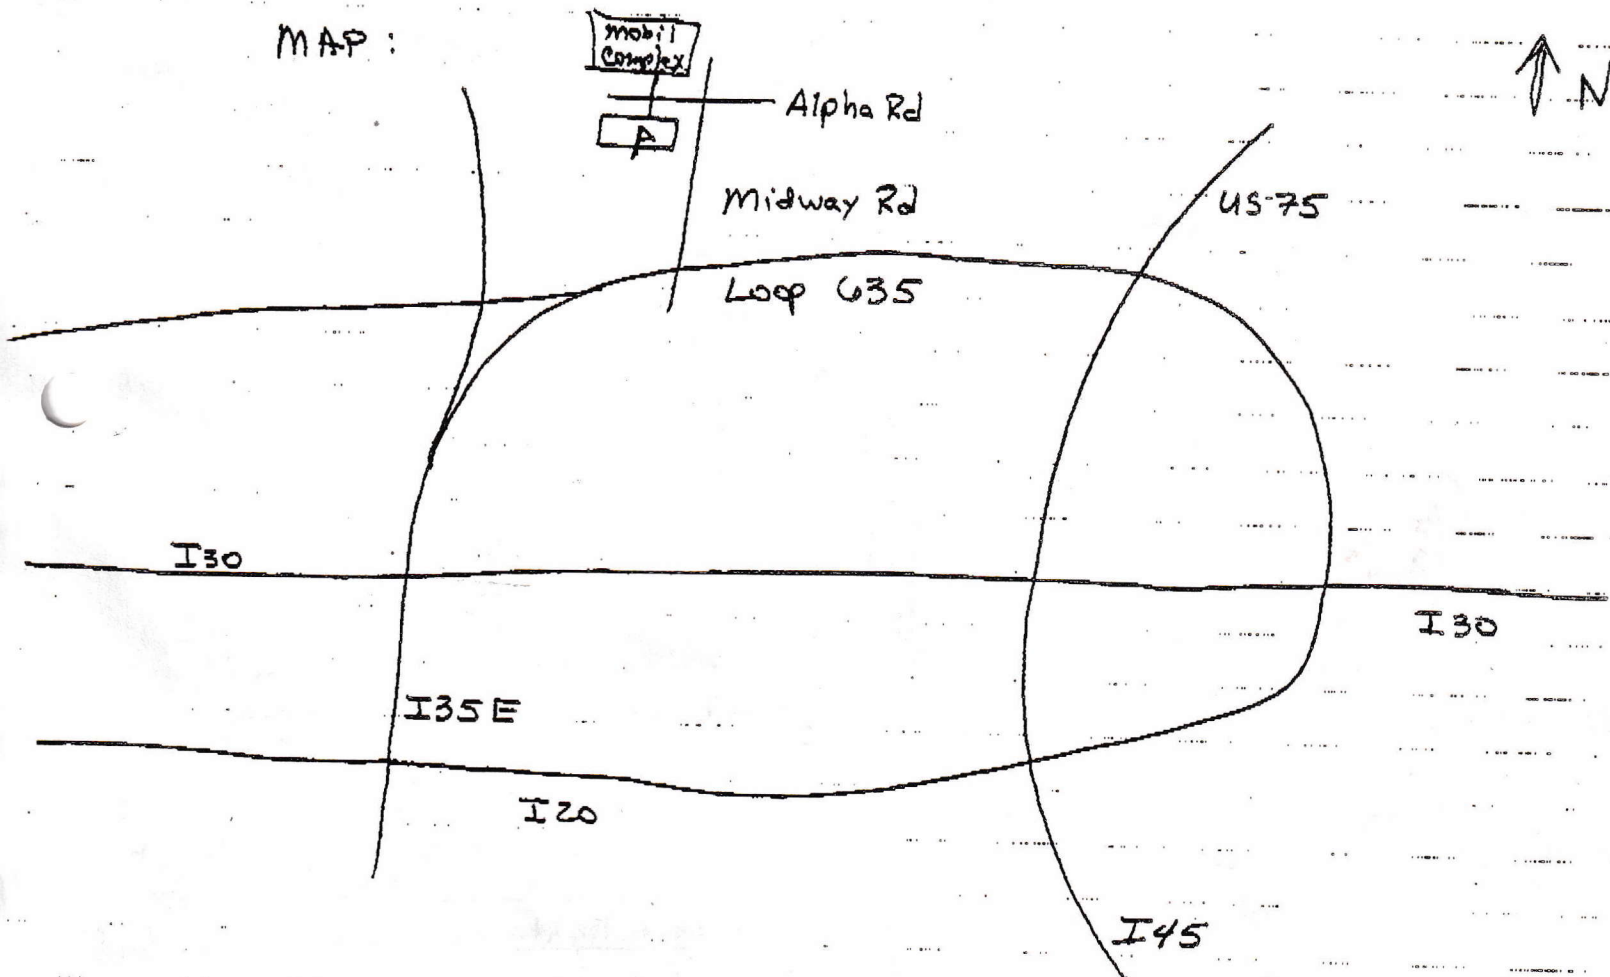 MAP:
Mobil
Complex
N
Alpha Rd
A
Midway Rd
US-75
Loop 635
I30
I30
I35E
I20
I45